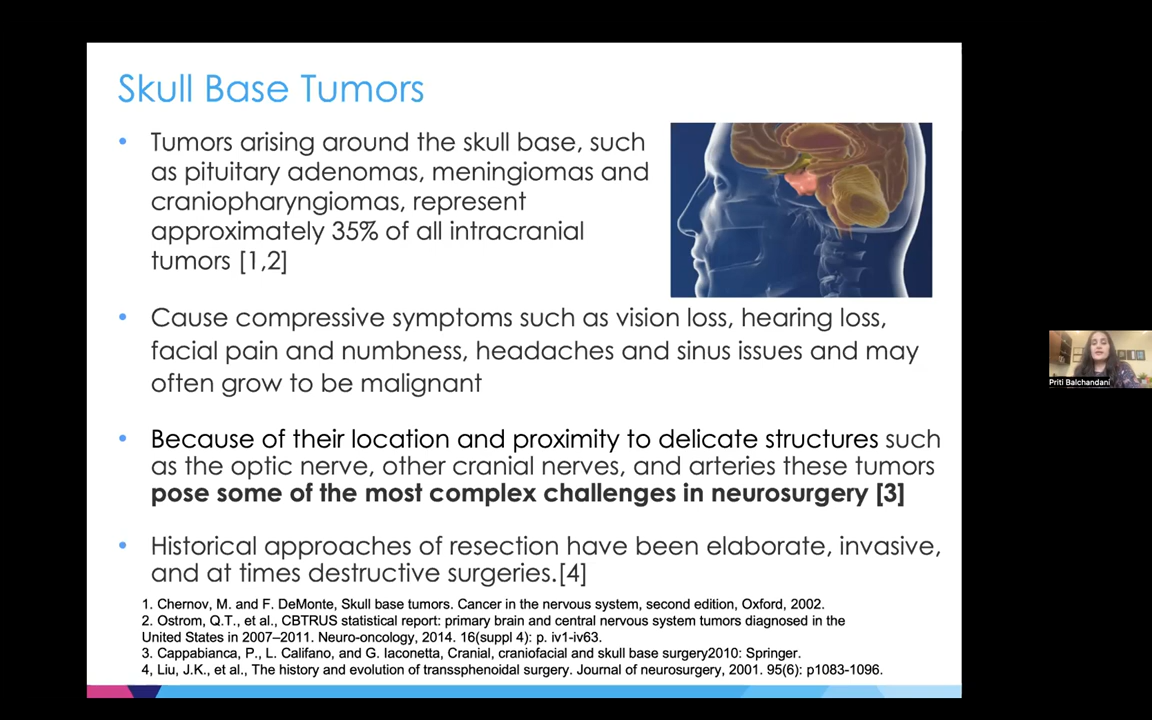 Skull Base Tumors
• Tumors arising around the skull base, such
as pituitary adenomas, meningiomas and
craniopharyngiomas, represent
approximately 35% of all intracranial
tumors [1,2]
• Cause compressive symptoms such as vision loss, hearing loss,
facial pain and numbness, headaches and sinus issues and may
often grow to be malignant
• Because of their location and proximity to delicate structures such
as the optic nerve, other cranial nerves, and arteries these tumors
pose some of the most complex challenges in neurosurgery [3]
• Historical approaches of resection have been elaborate, invasive,
and at times destructive surgeries.[4]
1. Chernov, M. and F. DeMonte, Skull base tumors. Cancer in the nervous system, second edition, Oxford, 2002.
2. Ostrom, Q.T., et al., CBTRUS statistical report: primary brain and central nervous system tumors diagnosed in the
United States in 2007–2011. Neuro-oncology, 2014. 16(suppl 4): p. iv1-iv63.
3. Cappabianca, P., L. Califano, and G. Iaconetta, Cranial, craniofacial and skull base surgery2010: Springer.
4, Liu, J.K., et al., The history and evolution of transsphenoidal surgery. Journal of neurosurgery, 2001. 95(6): p1083-1096.
Priti Balchandani